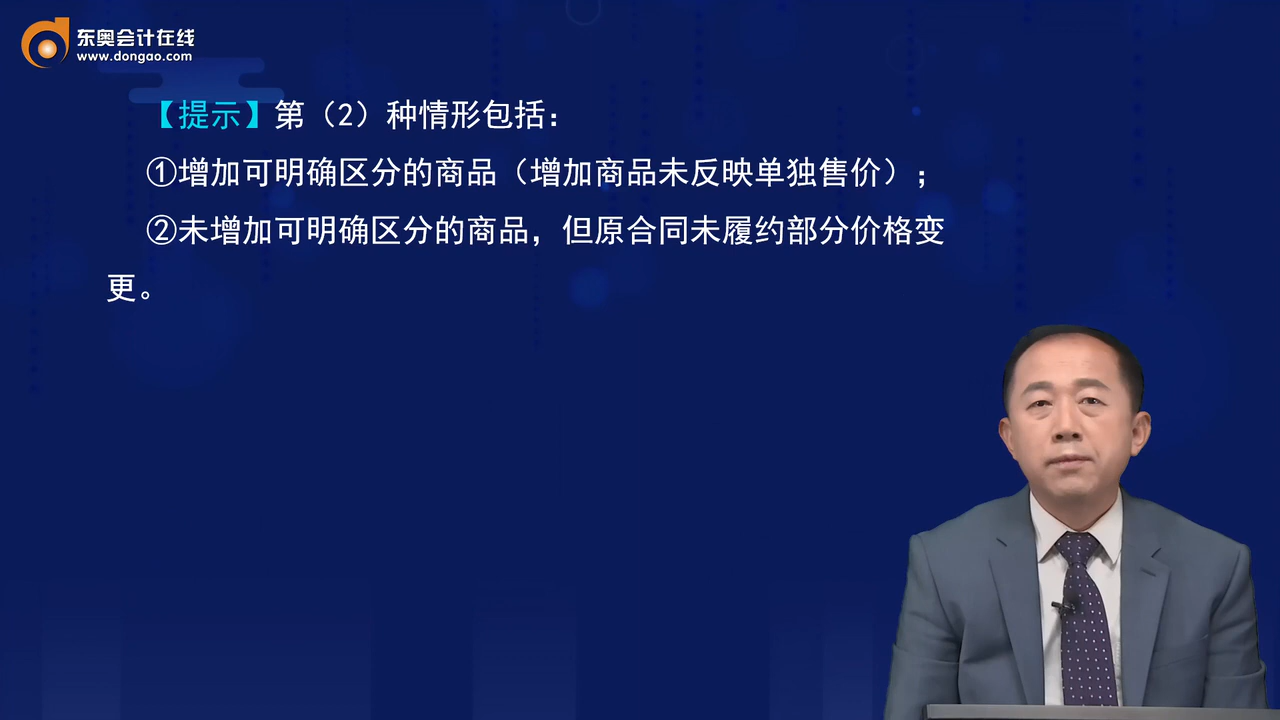 东奥会计在线
www.dongao.com
【提示】第（2）种情形包括：
①增加可明确区分的商品（增加商品未反映单独售价）；
②未增加可明确区分的商品，但原合同未履约部分价格变
更。